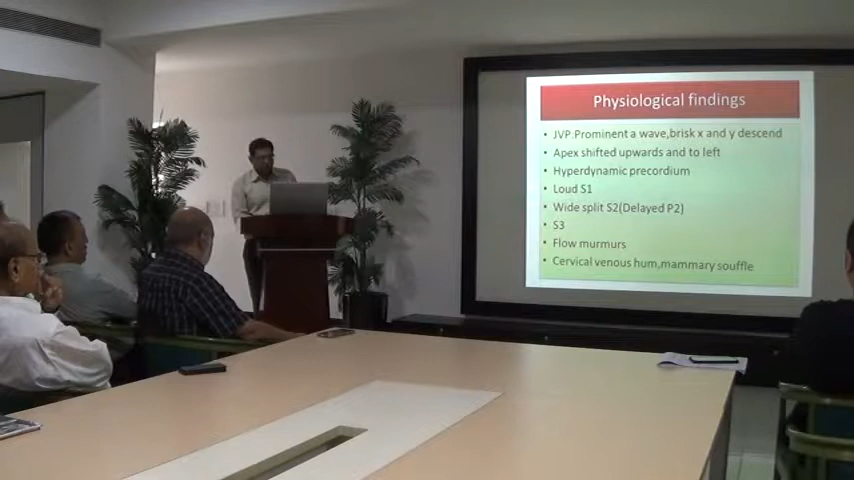 Physiological findings
• JVP:Prominent a wave,brisk x and y descend
• Apex shifted upwards and to left
• Hyperdynamic precordium
• Loud S1
• Wide split S2(Delayed P2)
• S3
• Flow murmurs
• Cervical venous hum,mammary souffle